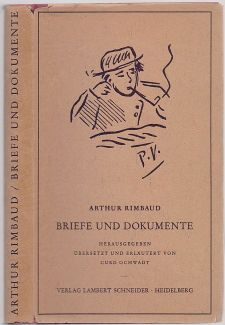 ARTHUR RIMBAUD / BRIEFE UND DOKUMENTE
P.V.
ARTHUR RIMBAUD
BRIEFE UND DOKUMENTE
HERAUSGEGEBEN
ÜBERSETZT UND ERLÄUTERT VON
CURD OCHWADT
VERLAG LAMBERT SCHNEIDER · HEIDELBERG